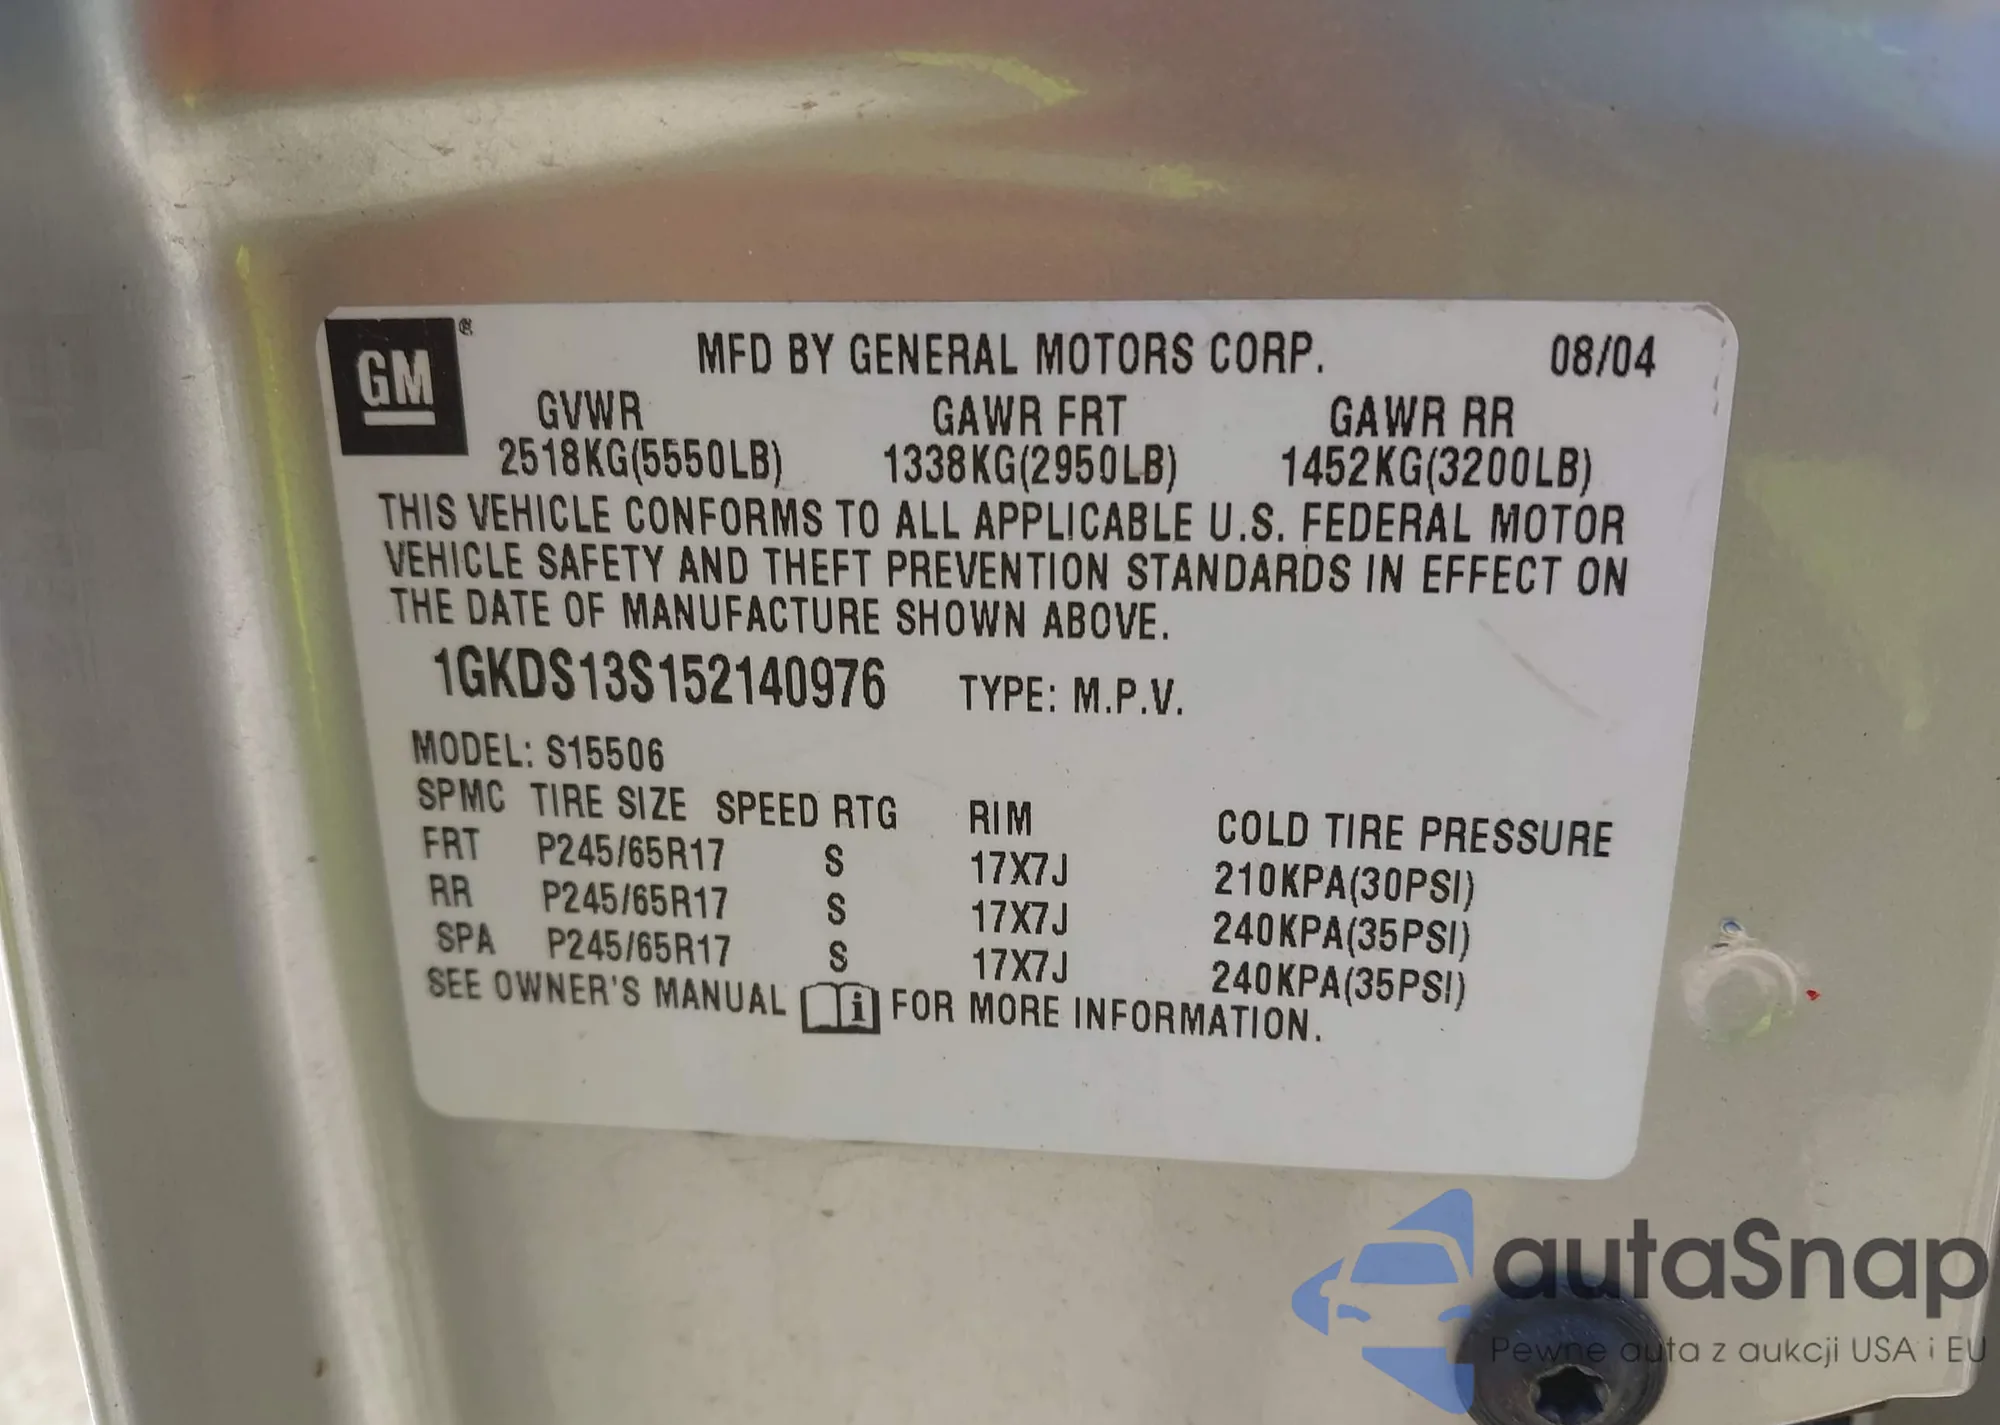 GM ®
MFD BY GENERAL MOTORS CORP. 08/04
GVWR GAWR FRT GAWR RR
2518KG(5550LB) 1338KG(2950LB) 1452KG(3200LB)
THIS VEHICLE CONFORMS TO ALL APPLICABLE U.S. FEDERAL MOTOR
VEHICLE SAFETY AND THEFT PREVENTION STANDARDS IN EFFECT ON
THE DATE OF MANUFACTURE SHOWN ABOVE.
1GKDS13S152140976 TYPE: M.P.V.
MODEL: S15506
SPMC TIRE SIZE SPEED RTG RIM COLD TIRE PRESSURE
FRT P245/65R17 S 17X7J 210KPA(30PSI)
RR P245/65R17 S 17X7J 240KPA(35PSI)
SPA P245/65R17 S 17X7J 240KPA(35PSI)
SEE OWNER'S MANUAL i FOR MORE INFORMATION.
autaSnap
Pewne auta z aukcji USA i EU